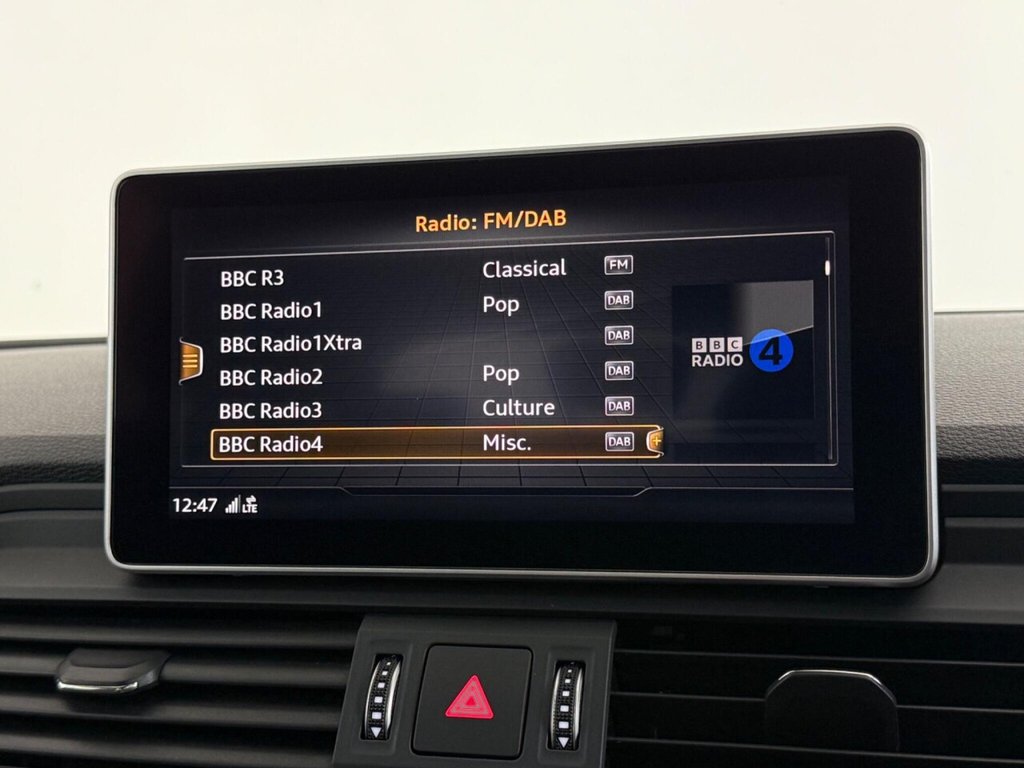 Radio: FM/DAB
BBC R3 Classical FM
BBC Radio1 Pop DAB
BBC Radio1Xtra DAB
BBC Radio2 Pop DAB
BBC Radio3 Culture DAB
BBC Radio4 Misc. DAB
BBC
RADIO 4
12:47 LTE